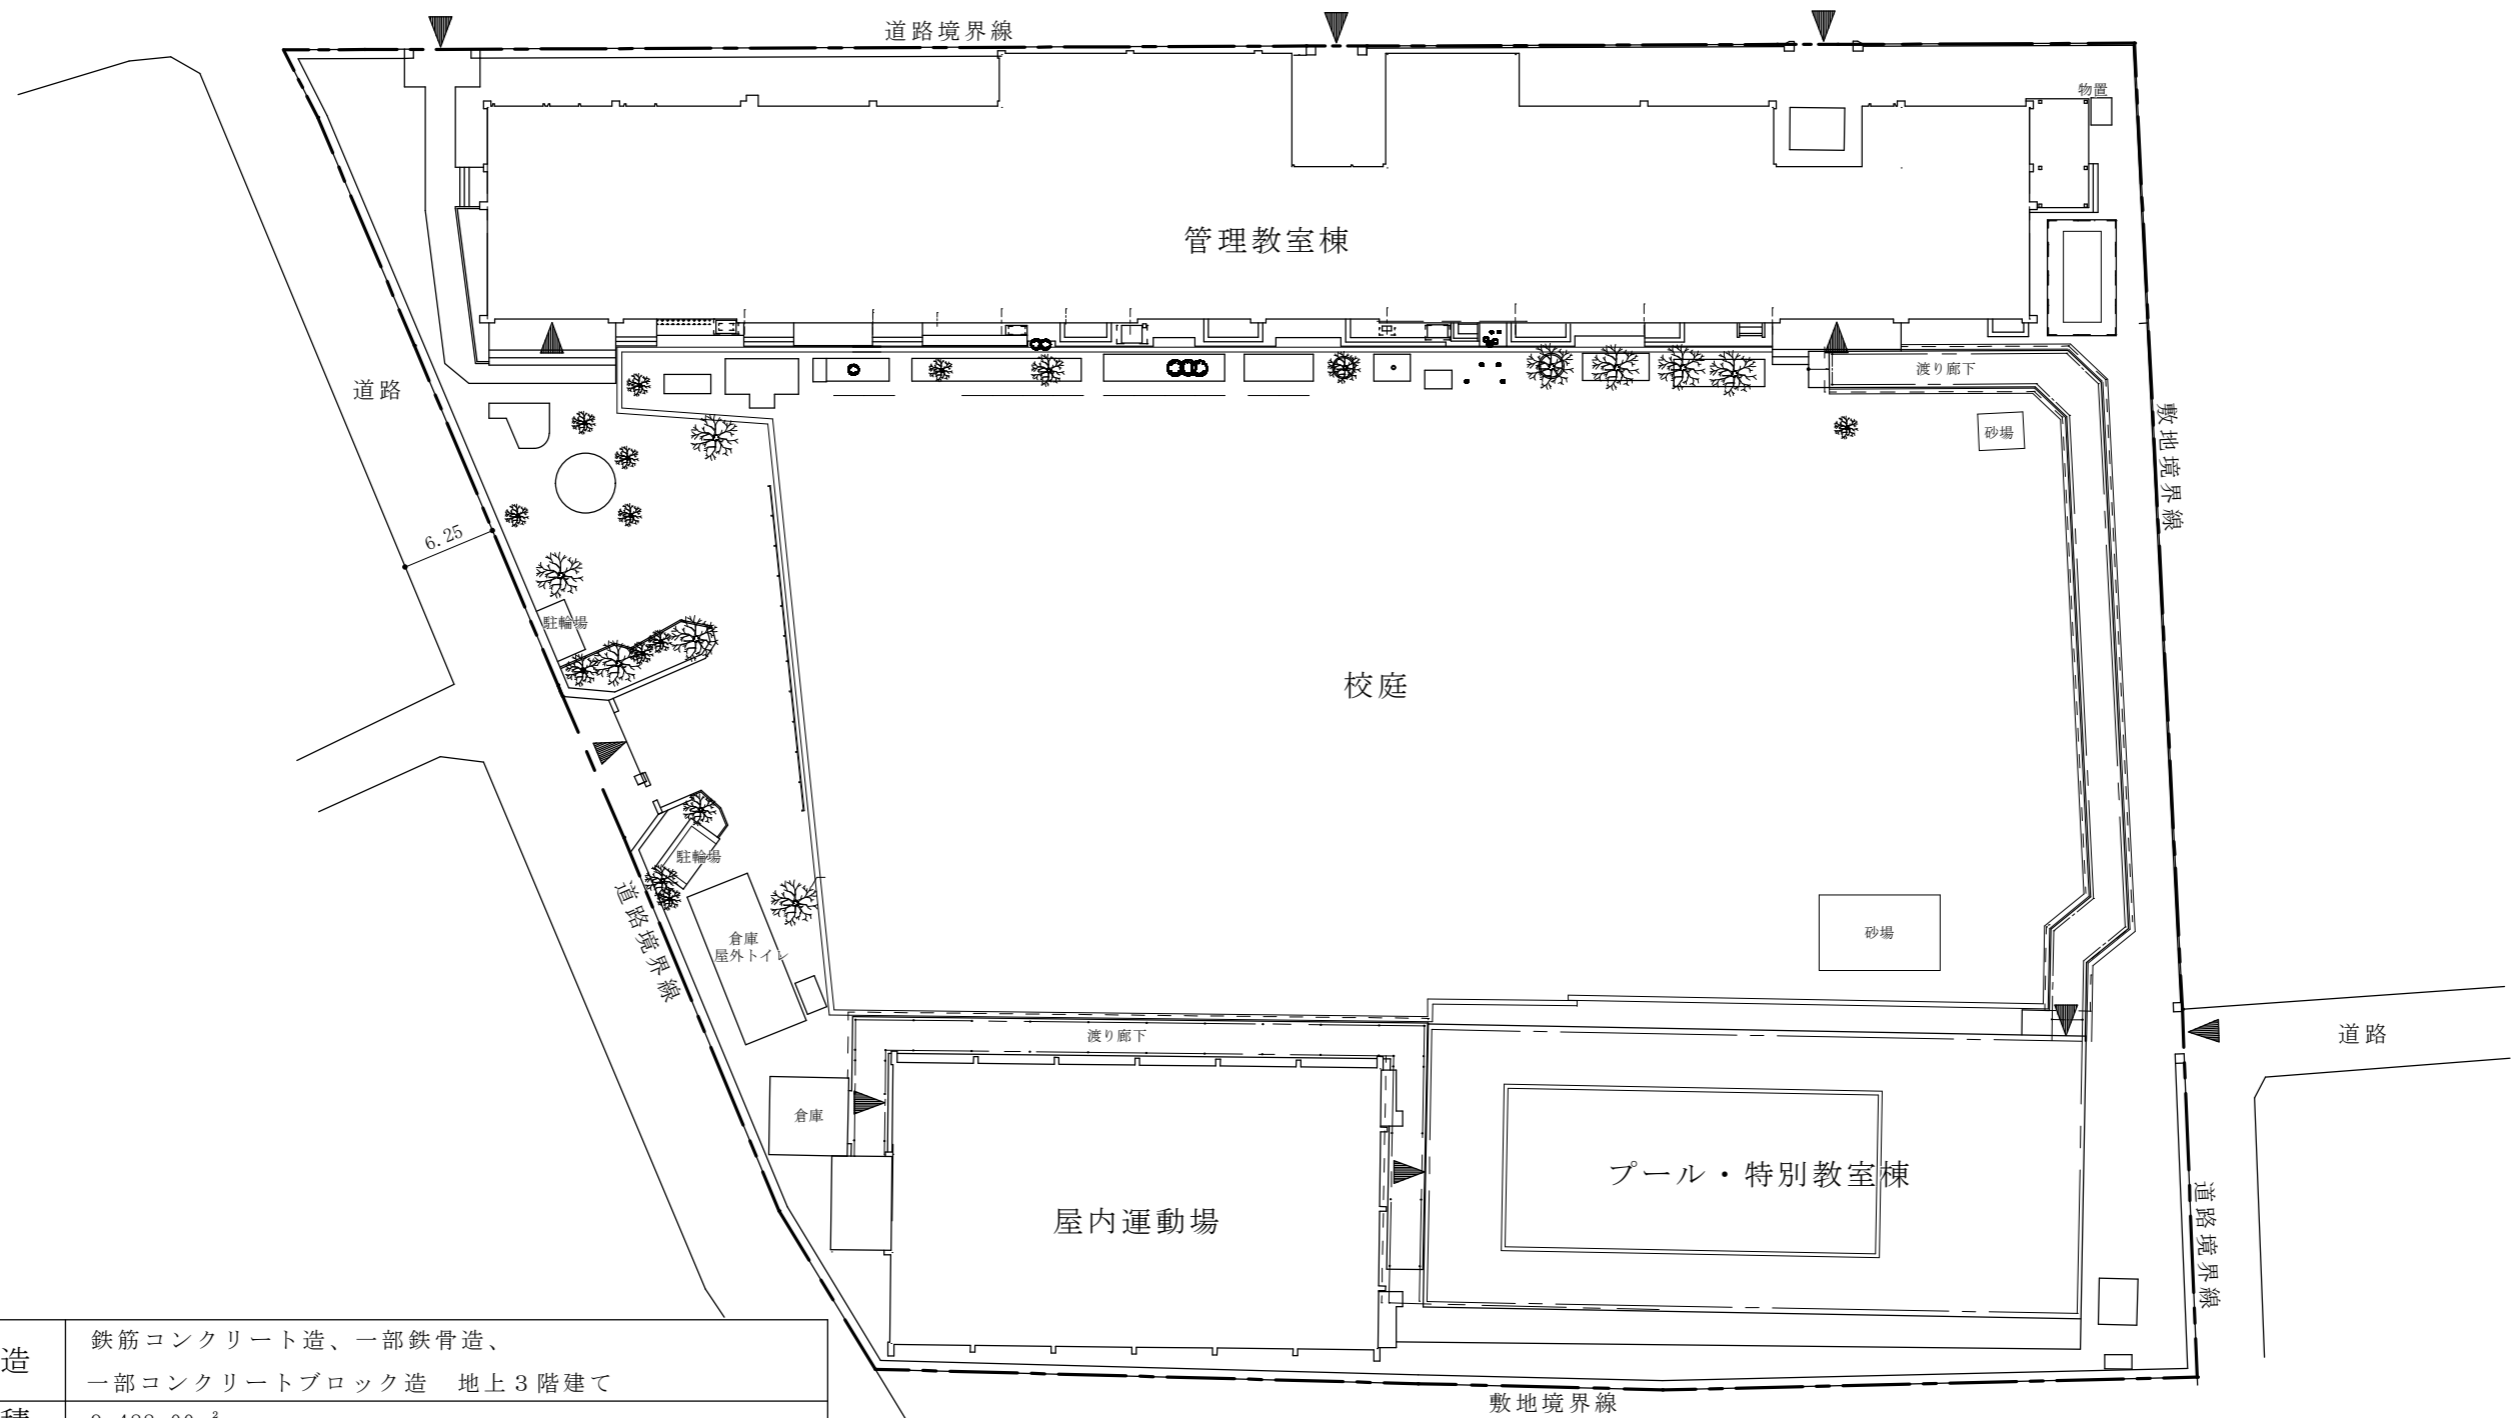 道路境界線
物置
管理教室棟
渡り廊下
道路
砂場
敷地境界線
6.25
駐輪場
校庭
駐輪場
道路境界線
倉庫
屋外トイレ
砂場
渡り廊下
道路
倉庫
プール・特別教室棟
屋内運動場
道路境界線
鉄筋コンクリート造、一部鉄骨造、
造
一部コンクリートブロック造　地上３階建て
敷地境界線